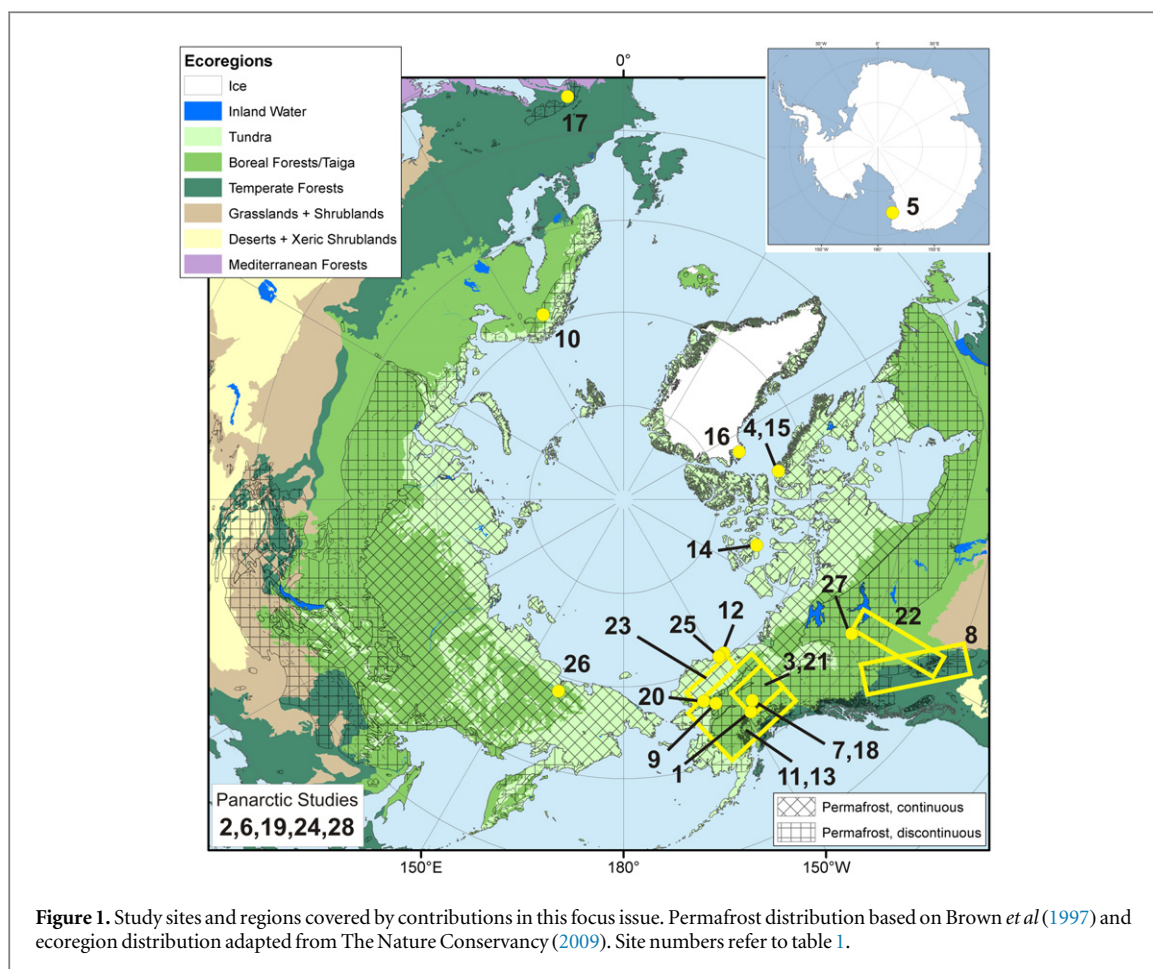 Ecoregions
Ice
Inland Water
Tundra
Boreal Forests/Taiga
Temperate Forests
Grasslands + Shrublands
Deserts + Xeric Shrublands
Mediterranean Forests
0°
17
0°
5
180°
150°W
150°E
10
16
4,15
14
27
22
8
12
25
23
3,21
26
20
9
1
7,18
11,13
Panarctic Studies
2,6,19,24,28
Permafrost, continuous
Permafrost, discontinuous
150°E
180°
150°W
Figure 1. Study sites and regions covered by contributions in this focus issue. Permafrost distribution based on Brown et al (1997) and
ecoregion distribution adapted from The Nature Conservancy (2009). Site numbers refer to table 1.